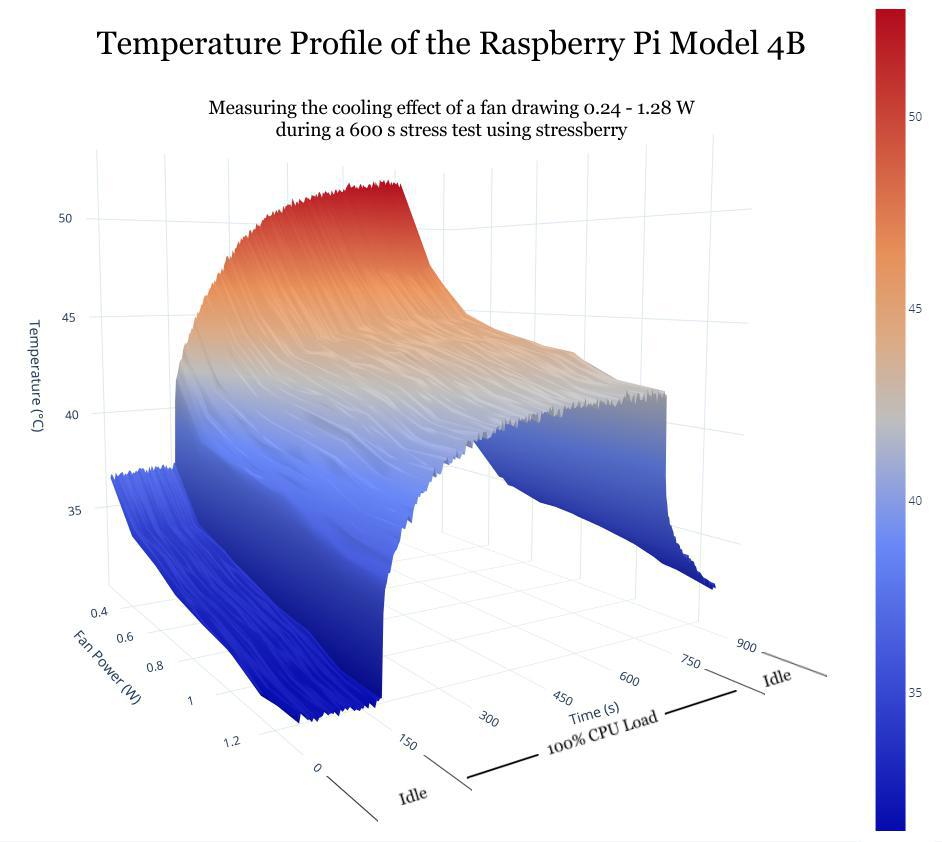 Temperature Profile of the Raspberry Pi Model 4B
Measuring the cooling effect of a fan drawing 0.24 - 1.28 W
during a 600 s stress test using stressberry
50
45
40
35
Temperature (°C)
0.4
0.6
0.8
1
1.2
Fan Power (W)
0
150
300
450
600
750
900
Time (s)
Idle
100% CPU Load
Idle
50
45
40
35